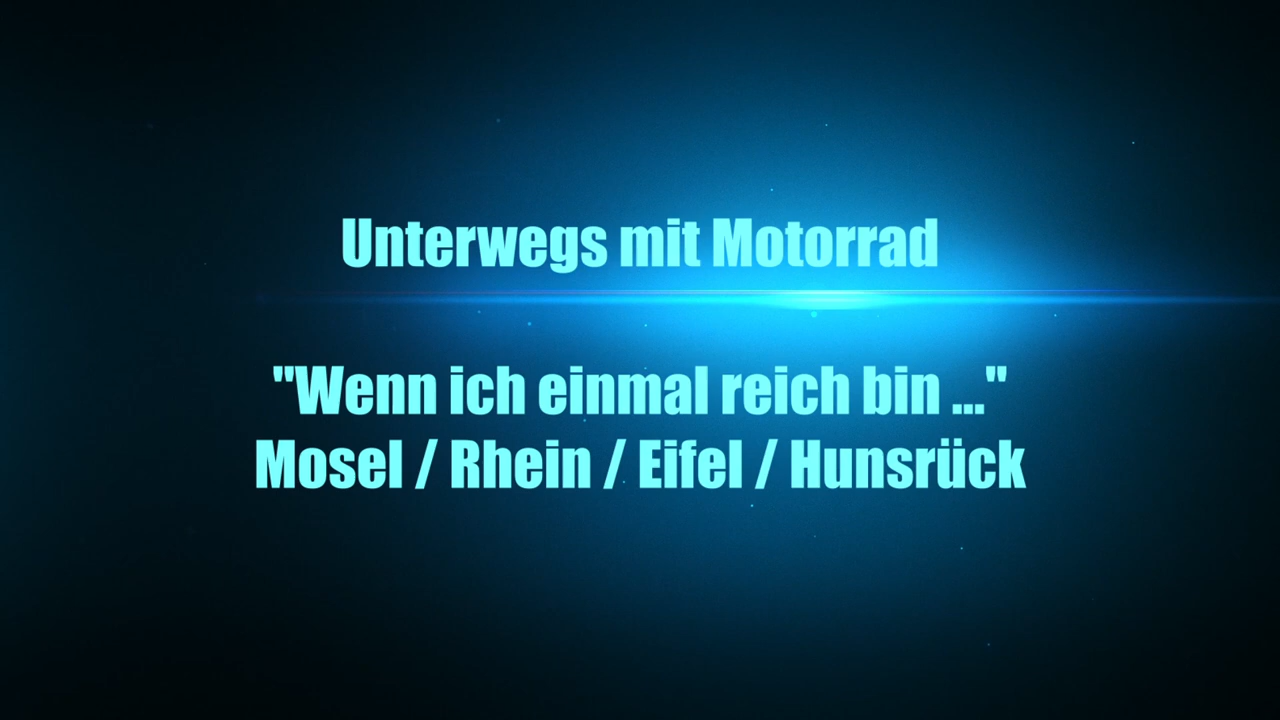 Unterwegs mit Motorrad
"Wenn ich einmal reich bin ..."
Mosel / Rhein / Eifel / Hunsrück